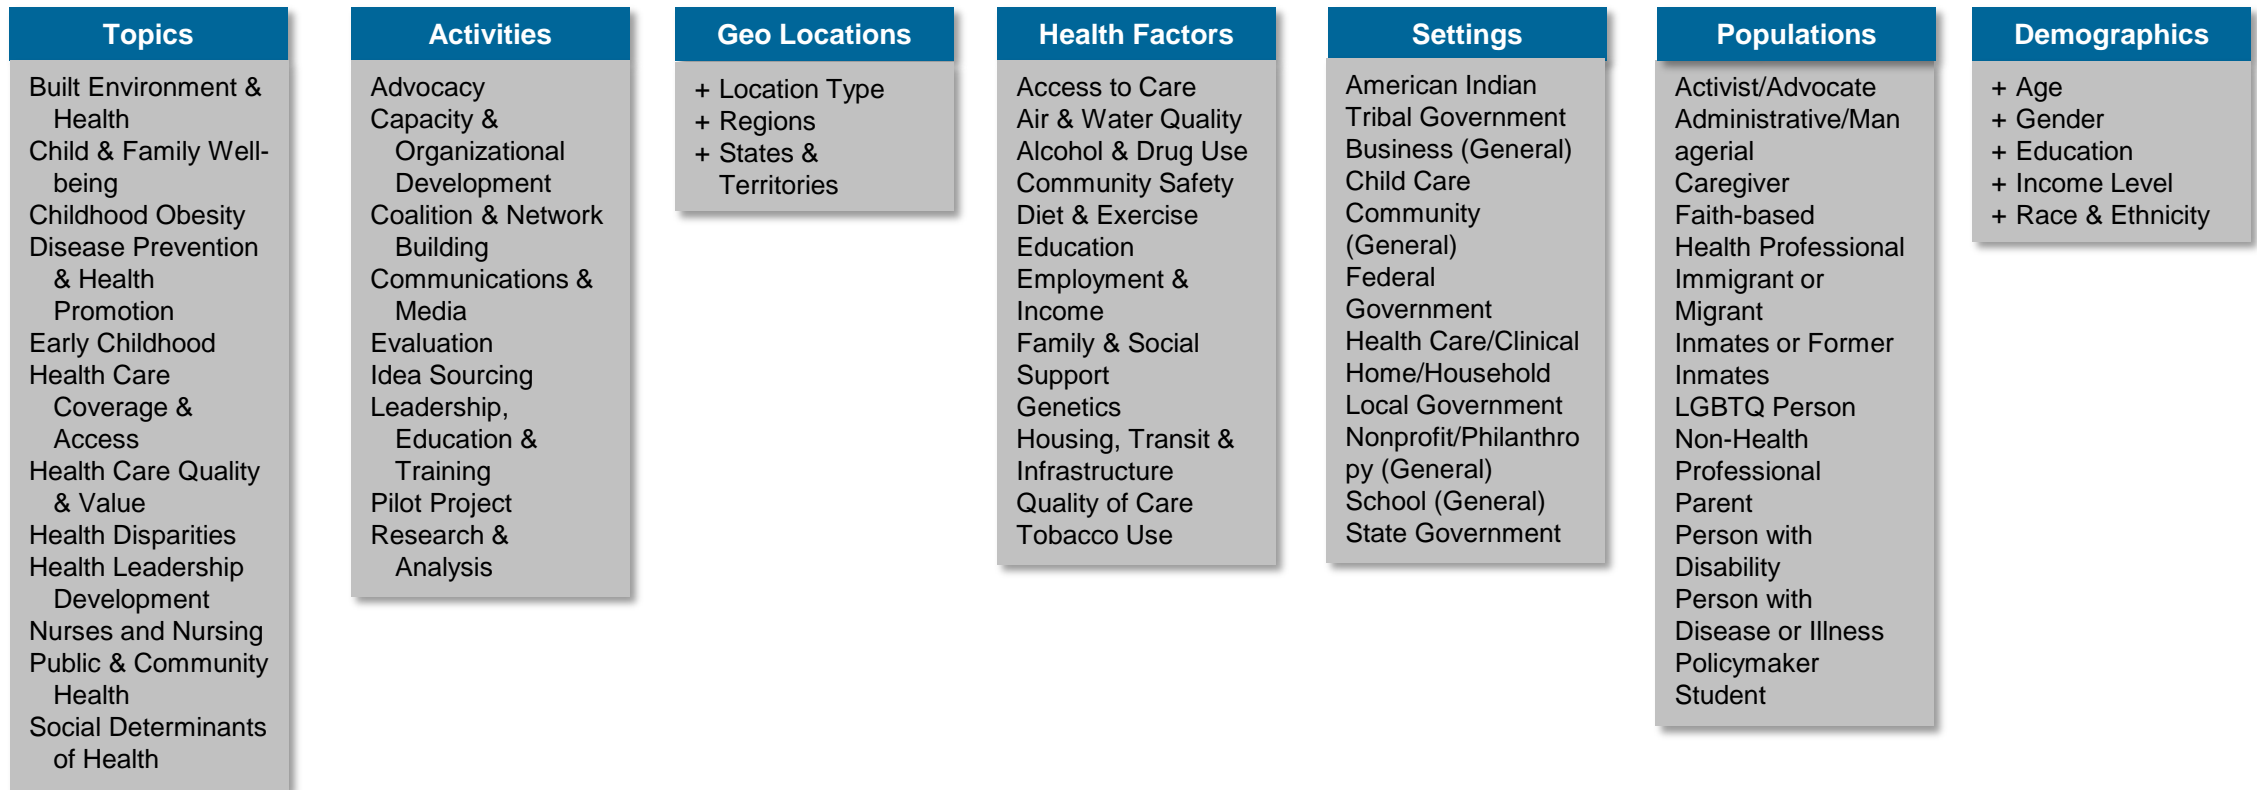 Topics
Built Environment &
Health
Child & Family Well-
being
Childhood Obesity
Disease Prevention
& Health
Promotion
Early Childhood
Health Care
Coverage &
Access
Health Care Quality
& Value
Health Disparities
Health Leadership
Development
Nurses and Nursing
Public & Community
Health
Social Determinants
of Health
Activities
Advocacy
Capacity &
Organizational
Development
Coalition & Network
Building
Communications &
Media
Evaluation
Idea Sourcing
Leadership,
Education &
Training
Pilot Project
Research &
Analysis
Geo Locations
+ Location Type
+ Regions
+ States &
Territories
Health Factors
Access to Care
Air & Water Quality
Alcohol & Drug Use
Community Safety
Diet & Exercise
Education
Employment &
Income
Family & Social
Support
Genetics
Housing, Transit &
Infrastructure
Quality of Care
Tobacco Use
Settings
American Indian
Tribal Government
Business (General)
Child Care
Community
(General)
Federal
Government
Health Care/Clinical
Home/Household
Local Government
Nonprofit/Philanthro
py (General)
School (General)
State Government
Populations
Activist/Advocate
Administrative/Man
agerial
Caregiver
Faith-based
Health Professional
Immigrant or
Migrant
Inmates or Former
Inmates
LGBTQ Person
Non-Health
Professional
Parent
Person with
Disability
Person with
Disease or Illness
Policymaker
Student
Demographics
+ Age
+ Gender
+ Education
+ Income Level
+ Race & Ethnicity